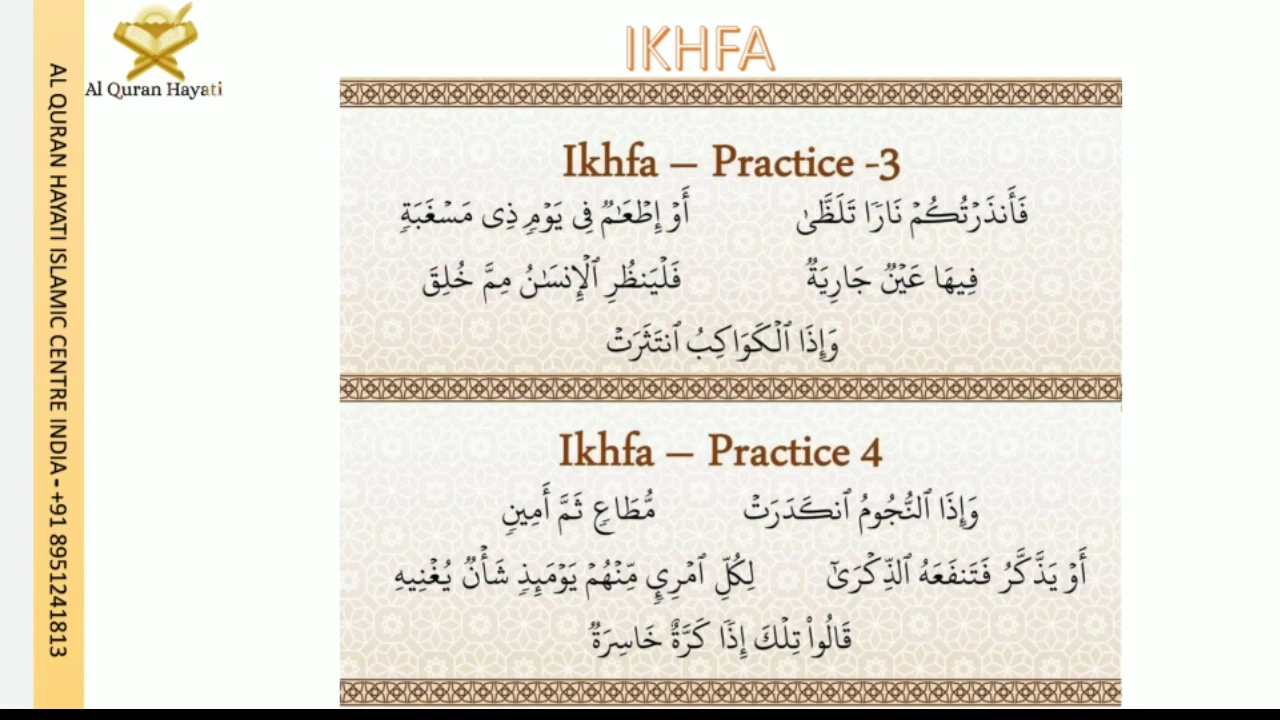 IKHFA
Al Quran Hayati
AL QURAN HAYATI ISLAMIC CENTRE INDIA - +91 8951241813
Ikhfa – Practice -3
فَأَنذَرۡتُكُمۡ نَارٗا تَلَظَّىٰ أَوۡ إِطۡعَٰمٞ فِى يَوۡمٖ ذِى مَسۡغَبَةٖ
فِيهَا عَيۡنٞ جَارِيَةٞ فَلۡيَنظُرِ ٱلۡإِنسَٰنُ مِمَّ خُلِقَ
وَإِذَا ٱلۡكَوَاكِبُ ٱنتَثَرَتۡ
Ikhfa – Practice 4
وَإِذَا ٱلنُّجُومُ ٱنكَدَرَتۡ مُّطَاعٖ ثَمَّ أَمِينٖ
أَوۡ يَذَّكَّرُ فَتَنفَعَهُ ٱلذِّكۡرَىٰٓ لِكُلِّ ٱمۡرِيٕٖ مِّنۡهُمۡ يَوۡمَئِذٖ شَأۡنٞ يُغۡنِيهِ
قَالُواْ تِلۡكَ إِذٗا كَرَّةٌ خَاسِرَةٞ